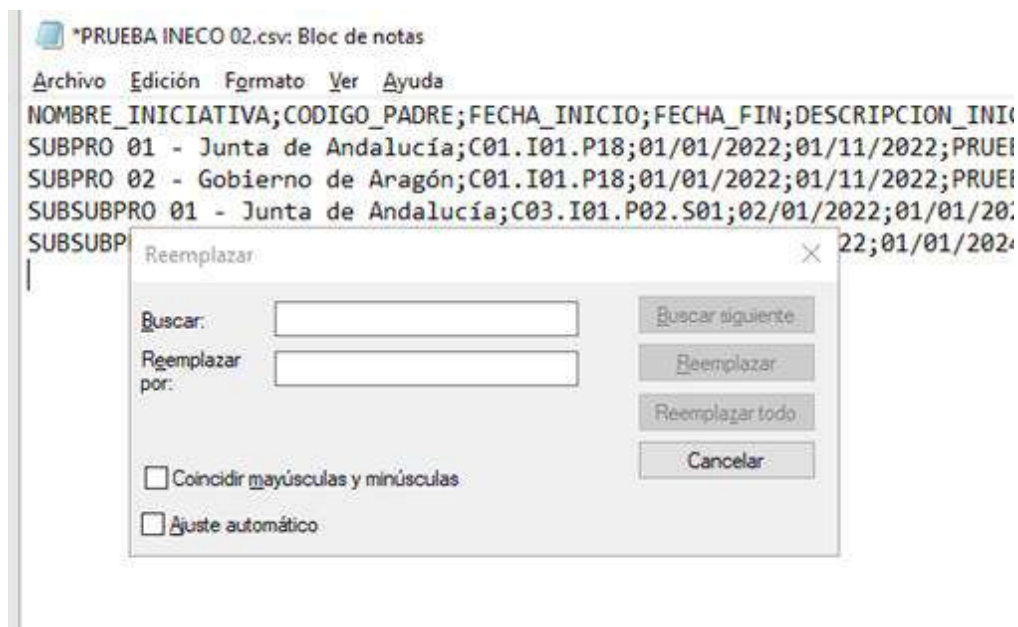 *PRUEBA INECO 02.csv: Bloc de notas
Archivo Edición Formato Ver Ayuda
NOMBRE_INICIATIVA;CODIGO_PADRE;FECHA_INICIO;FECHA_FIN;DESCRIPCION_INIC
SUBPRO 01 - Junta de Andalucía;C01.I01.P18;01/01/2022;01/11/2022;PRUEB
SUBPRO 02 - Gobierno de Aragón;C01.I01.P18;01/01/2022;01/11/2022;PRUEB
SUBSUBPRO 01 - Junta de Andalucía;C03.I01.P02.S01;02/01/2022;01/01/202
SUBSUBP 22;01/01/2024
Reemplazar
Buscar: Buscar siguiente
Reemplazar por: Reemplazar
Reemplazar todo
Cancelar
Coincidir mayúsculas y minúsculas
Ajuste automático